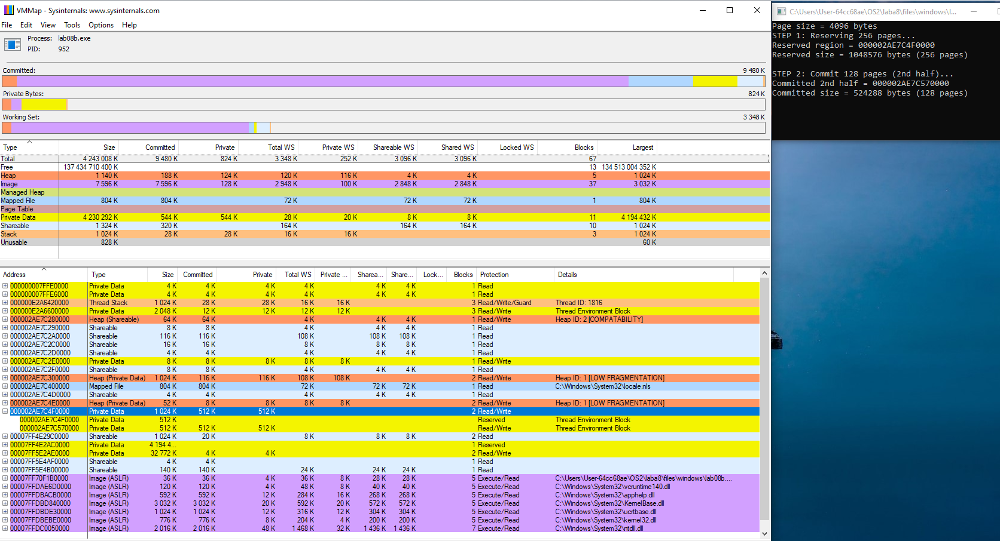 VMMap - Sysinternals: www.sysinternals.com
File Edit View Tools Options Help
Process: lab08b.exe
PID: 952
Committed: 9 480 K
Private Bytes: 824 K
Working Set: 3 348 K
Type Size Committed Private Total WS Private WS Shareable WS Shared WS Locked WS Blocks Largest
Total 4 243 008 K 9 480 K 824 K 3 348 K 252 K 3 096 K 3 096 K 67
Free 137 434 710 400 K 13 134 513 004 352 K
Heap 1 140 K 188 K 124 K 120 K 116 K 4 K 4 K 5 1 024 K
Image 7 596 K 7 596 K 128 K 2 948 K 100 K 2 848 K 2 848 K 37 3 032 K
Managed Heap
Mapped File 804 K 804 K 72 K 72 K 72 K 1 804 K
Page Table
Private Data 4 230 292 K 544 K 544 K 28 K 20 K 8 K 8 K 11 4 194 432 K
Shareable 1 324 K 320 K 164 K 164 K 164 K 10 1 024 K
Stack 1 024 K 28 K 28 K 16 K 16 K 3 1 024 K
Unusable 828 K 60 K
Address Type Size Committed Private Total WS Private ... Sharea... Share... Lock... Blocks Protection Details
000000007FFE0000 Private Data 4 K 4 K 4 K 4 K 4 K 4 K 1 Read
000000007FFE6000 Private Data 4 K 4 K 4 K 4 K 4 K 4 K 1 Read
000000E2A6420000 Thread Stack 1 024 K 28 K 28 K 16 K 16 K 3 Read/Write/Guard Thread ID: 1816
000000E2A6600000 Private Data 2 048 K 12 K 12 K 12 K 12 K 3 Read/Write Thread Environment Block
000002AE7C280000 Heap (Shareable) 64 K 64 K 4 K 4 K 4 K 1 Read/Write Heap ID: 2 [COMPATABILITY]
000002AE7C290000 Shareable 8 K 8 K 4 K 4 K 4 K 1 Read
000002AE7C2A0000 Shareable 116 K 116 K 108 K 108 K 108 K 1 Read
000002AE7C2C0000 Shareable 16 K 16 K 8 K 8 K 8 K 1 Read
000002AE7C2D0000 Shareable 4 K 4 K 4 K 4 K 4 K 1 Read
000002AE7C2E0000 Private Data 8 K 8 K 8 K 8 K 8 K 1 Read/Write
000002AE7C2F0000 Shareable 8 K 8 K 4 K 4 K 4 K 1 Read
000002AE7C300000 Heap (Private Data) 1 024 K 116 K 116 K 108 K 108 K 2 Read/Write Heap ID: 1 [LOW FRAGMENTATION]
000002AE7C400000 Mapped File 804 K 804 K 72 K 72 K 72 K 1 Read C:\Windows\System32\locale.nls
000002AE7C4D0000 Shareable 4 K 4 K 4 K 4 K 4 K 1 Read
000002AE7C4E0000 Heap (Private Data) 52 K 8 K 8 K 8 K 8 K 2 Read/Write Heap ID: 1 [LOW FRAGMENTATION]
000002AE7C4F0000 Private Data 1 024 K 512 K 512 K 2 Read/Write
000002AE7C4F0000 Private Data 512 K Reserved Thread Environment Block
000002AE7C570000 Private Data 512 K 512 K 512 K Read/Write Thread Environment Block
00007FF4E29C0000 Shareable 1 024 K 20 K 8 K 8 K 8 K 2 Read
00007FF4E2AC0000 Private Data 4 194 4... 1 Reserved
00007FF5E2AE0000 Private Data 32 772 K 4 K 4 K 2 Read/Write
00007FF5E4AF0000 Shareable 4 K 4 K 1 Read
00007FF5E4B00000 Shareable 140 K 140 K 24 K 24 K 24 K 1 Read
00007FF70F1B0000 Image (ASLR) 36 K 36 K 4 K 36 K 8 K 28 K 28 K 5 Execute/Read C:\Users\User-64cc68ae\OS2\laba8\files\windows\lab08b....
00007FFDAE6D0000 Image (ASLR) 120 K 120 K 4 K 48 K 8 K 40 K 40 K 5 Execute/Read C:\Windows\System32\vcruntime140.dll
00007FFDBACB0000 Image (ASLR) 592 K 592 K 12 K 284 K 16 K 268 K 268 K 5 Execute/Read C:\Windows\System32\apphelp.dll
00007FFDBD840000 Image (ASLR) 3 032 K 3 032 K 20 K 592 K 20 K 572 K 572 K 5 Execute/Read C:\Windows\System32\KernelBase.dll
00007FFDBDE30000 Image (ASLR) 1 024 K 1 024 K 12 K 316 K 12 K 304 K 304 K 5 Execute/Read C:\Windows\System32\ucrtbase.dll
00007FFDBEBE0000 Image (ASLR) 776 K 776 K 8 K 204 K 4 K 200 K 200 K 5 Execute/Read C:\Windows\System32\kernel32.dll
00007FFDC0050000 Image (ASLR) 2 016 K 2 016 K 48 K 1 468 K 32 K 1 436 K 1 436 K 7 Execute/Read C:\Windows\System32\ntdll.dll
C:\Users\User-64cc68ae\OS2\laba8\files\windows\l...
Page size = 4096 bytes
STEP 1: Reserving 256 pages...
Reserved region = 000002AE7C4F0000
Reserved size = 1048576 bytes (256 pages)
STEP 2: Commit 128 pages (2nd half)...
Committed 2nd half = 000002AE7C570000
Committed size = 524288 bytes (128 pages)